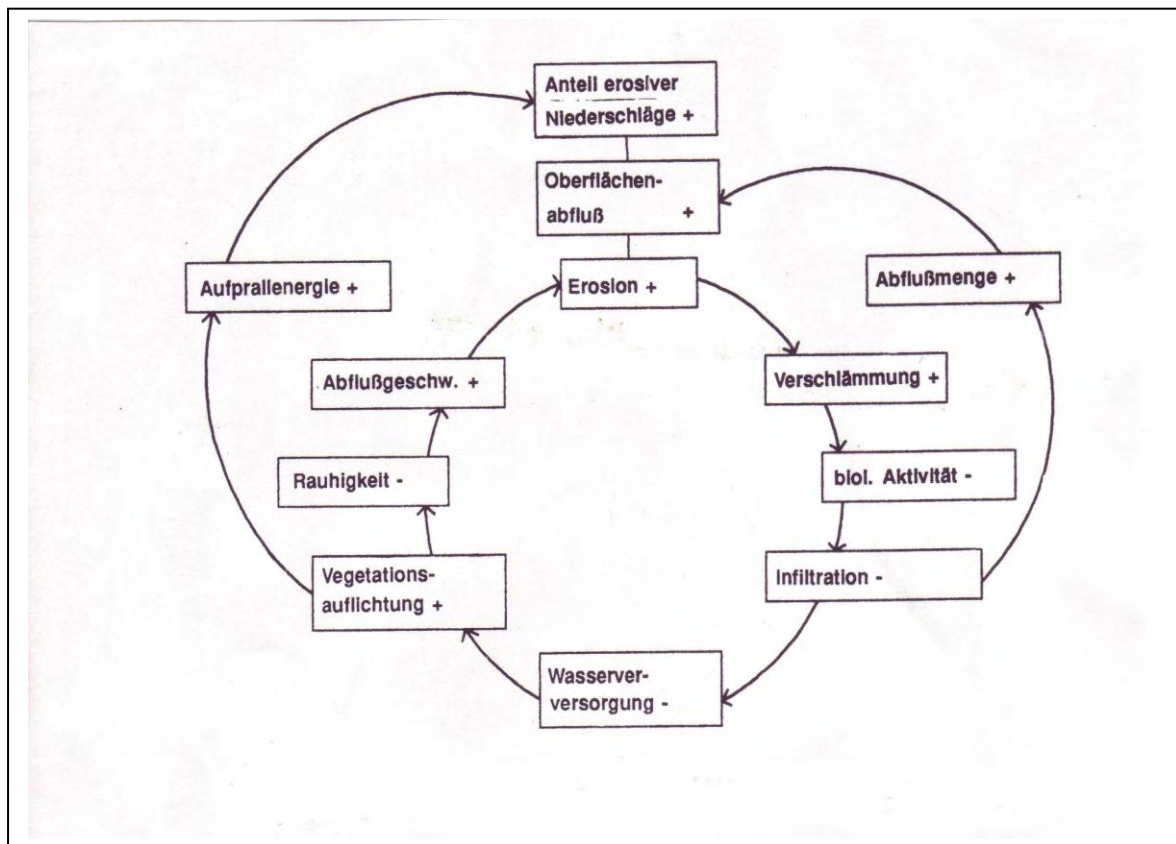 Anteil erosiver
Niederschläge +
Oberflächen-
abfluß +
Aufprallenergie +
Erosion +
Abflußmenge +
Abflußgeschw. +
Verschlämmung +
Rauhigkeit -
biol. Aktivität -
Vegetations-
auflichtung +
Infiltration -
Wasserver-
versorgung -